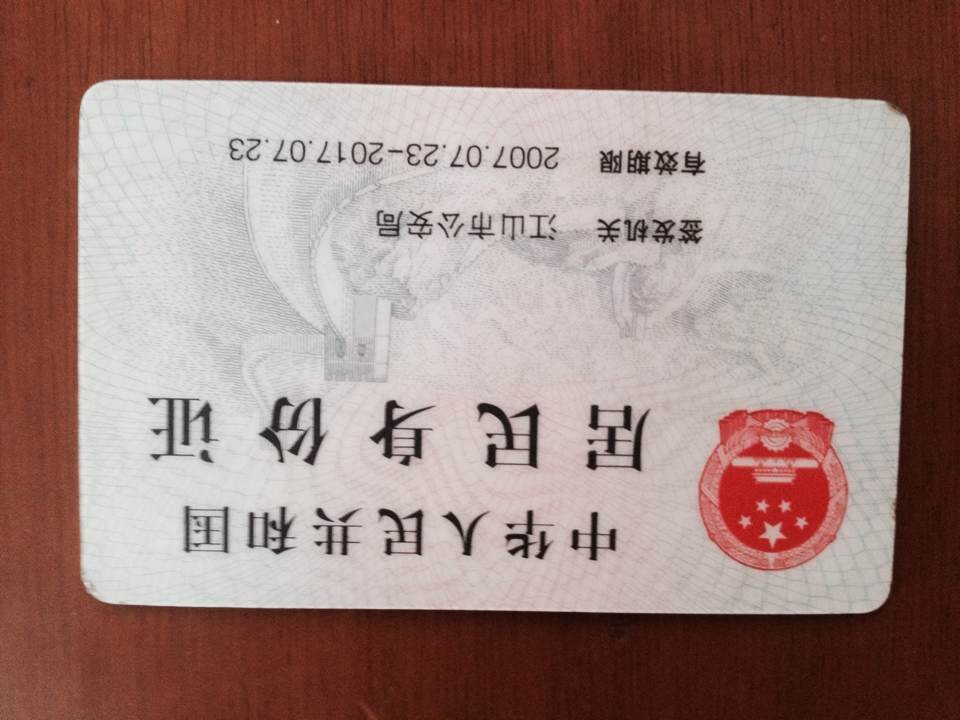 中华人民共和国
居民身份证
签发机关 江山市公安局
有效期限 2007.07.23-2017.07.23